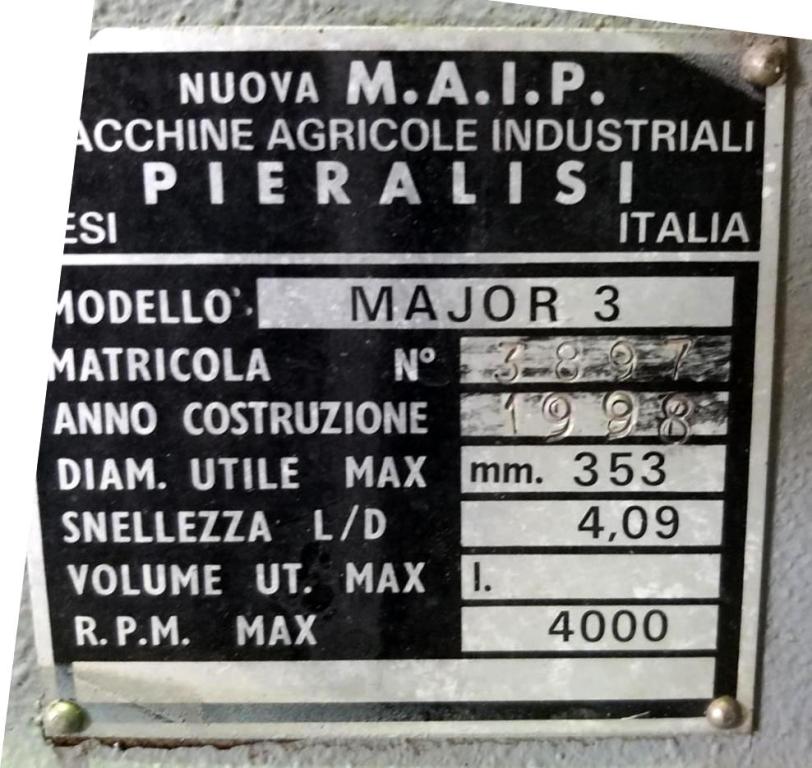 NUOVA M.A.I.P.
ACCHINE AGRICOLE INDUSTRIALI
PIERALISI
ESI ITALIA
MODELLO MAJOR 3
MATRICOLA N° 3897
ANNO COSTRUZIONE 1998
DIAM. UTILE MAX mm. 353
SNELLEZZA L/D 4,09
VOLUME UT. MAX l.
R.P.M. MAX 4000